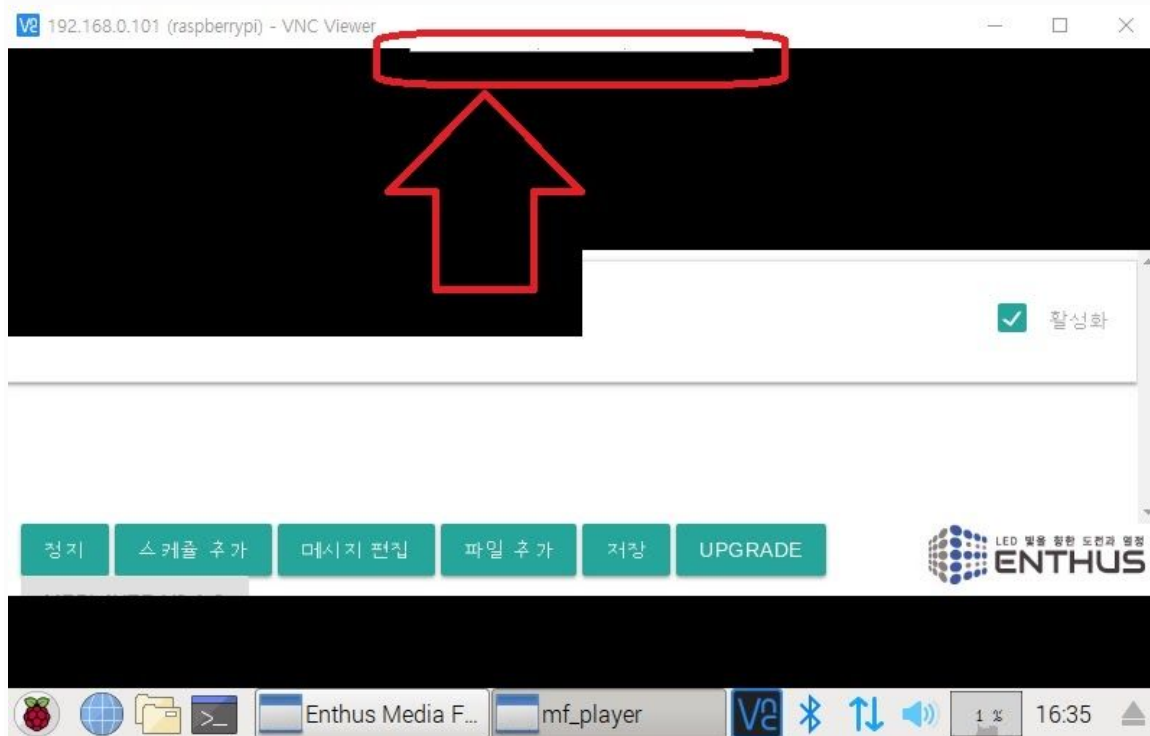 192.168.0.101 (raspberrypi) - VNC Viewer
활성화
정지 스케쥴 추가 메시지 편집 파일 추가 저장 UPGRADE
LED 빛을 향한 도전과 열정
ENTHUS
>_ Enthus Media F... mf_player 1 % 16:35